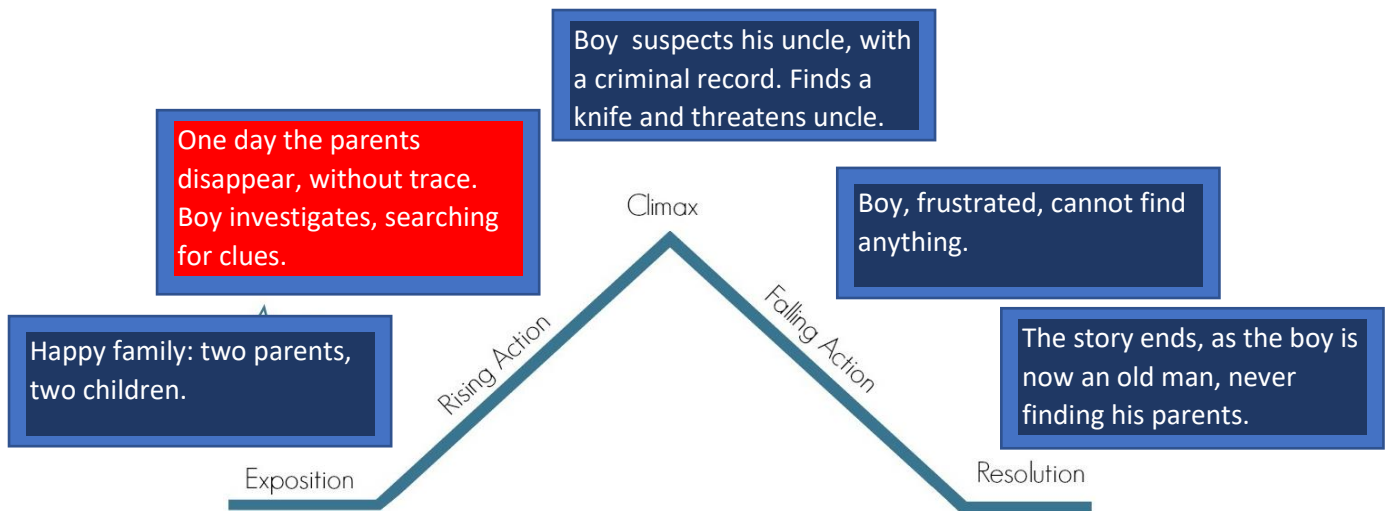 Boy  suspects his uncle, with
a criminal record. Finds a
knife and threatens uncle.
One day the parents
disappear, without trace.
Boy investigates, searching
for clues.
Climax
Boy, frustrated, cannot find
anything.
Happy family: two parents,
two children.
Rising Action
Falling Action
The story ends, as the boy is
now an old man, never
finding his parents.
Exposition
Resolution